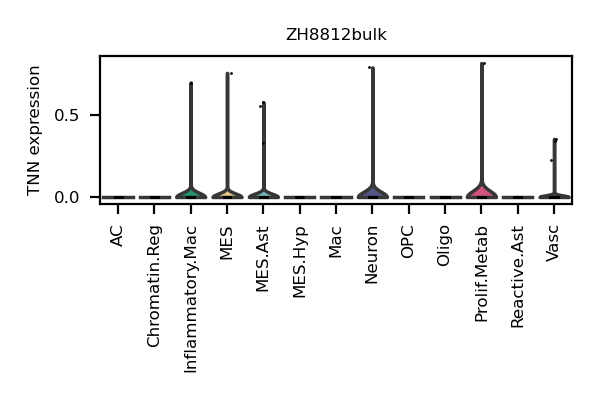 ZH8812bulk
TNN expression
0.5
0.0
AC
Chromatin.Reg
Inflammatory.Mac
MES
MES.Ast
MES.Hyp
Mac
Neuron
OPC
Oligo
Prolif.Metab
Reactive.Ast
Vasc